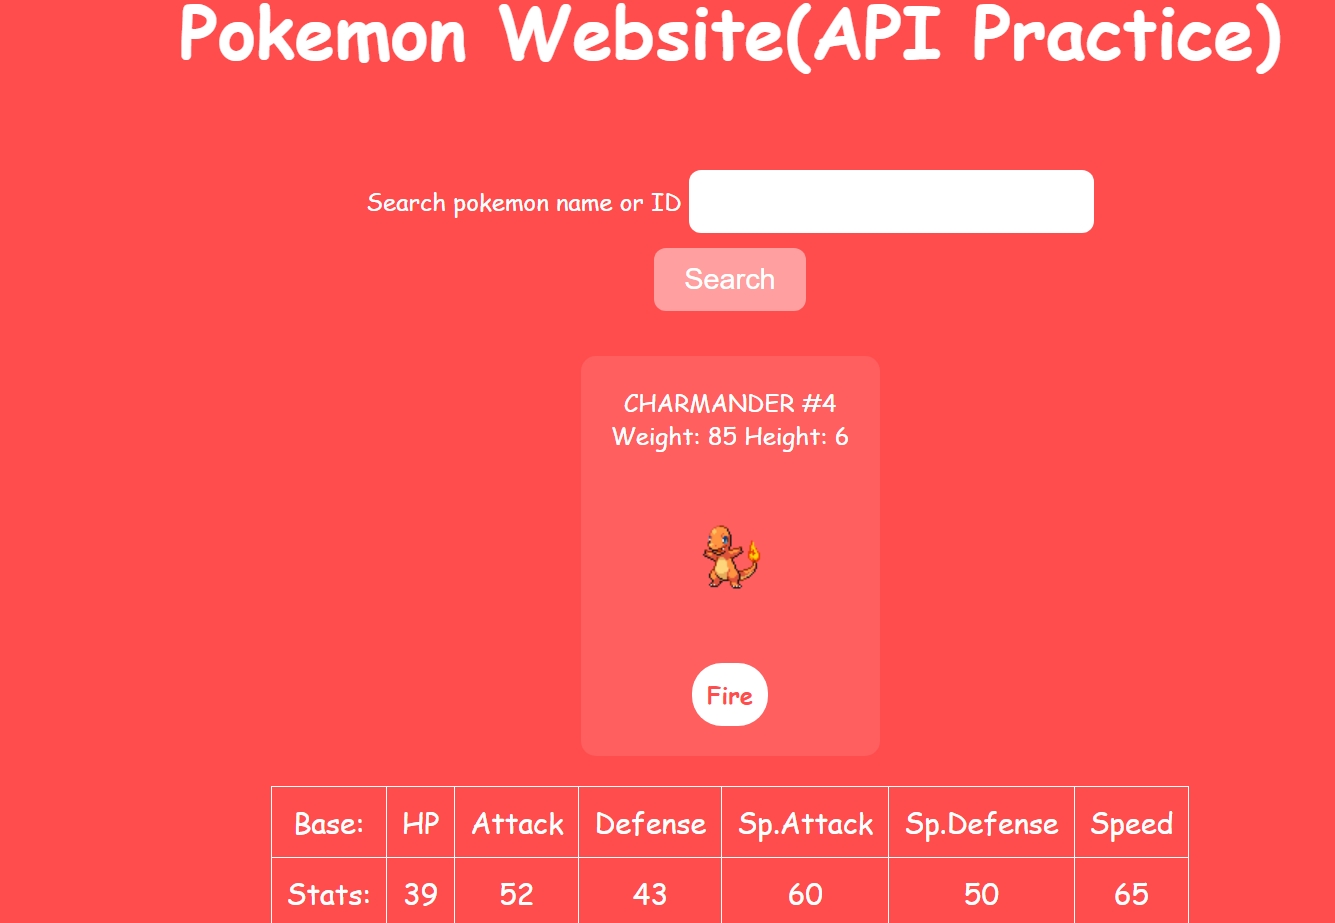 Pokemon Website(API Practice)
Search pokemon name or ID
Search
CHARMANDER #4
Weight: 85 Height: 6
Fire
Base: HP Attack Defense Sp.Attack Sp.Defense Speed
Stats: 39 52 43 60 50 65